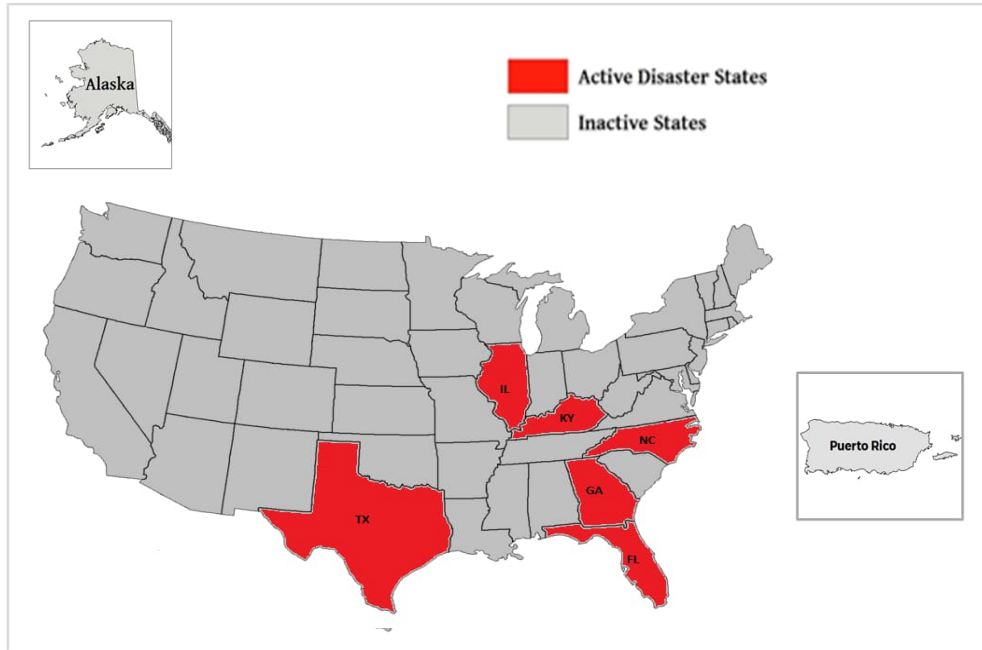 Alaska
Active Disaster States
Inactive States
IL
KY
NC
GA
TX
FL
Puerto Rico